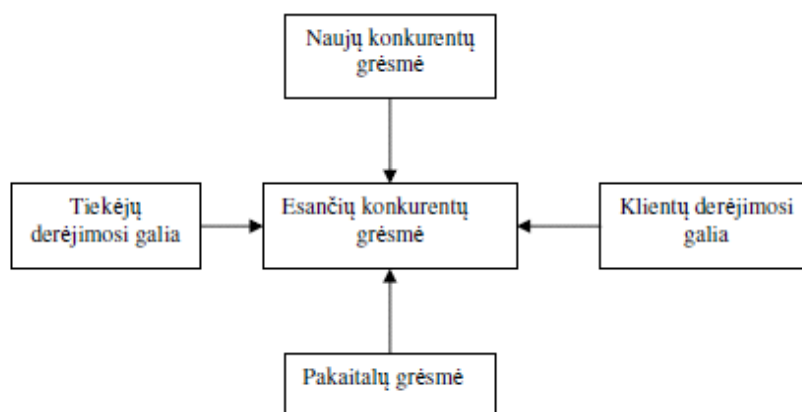 Naujų konkurentų
grėsmė
Tiekėjų
derėjimosi galia
Esančių konkurentų
grėsmė
Klientų derėjimosi
galia
Pakaitalų grėsmė